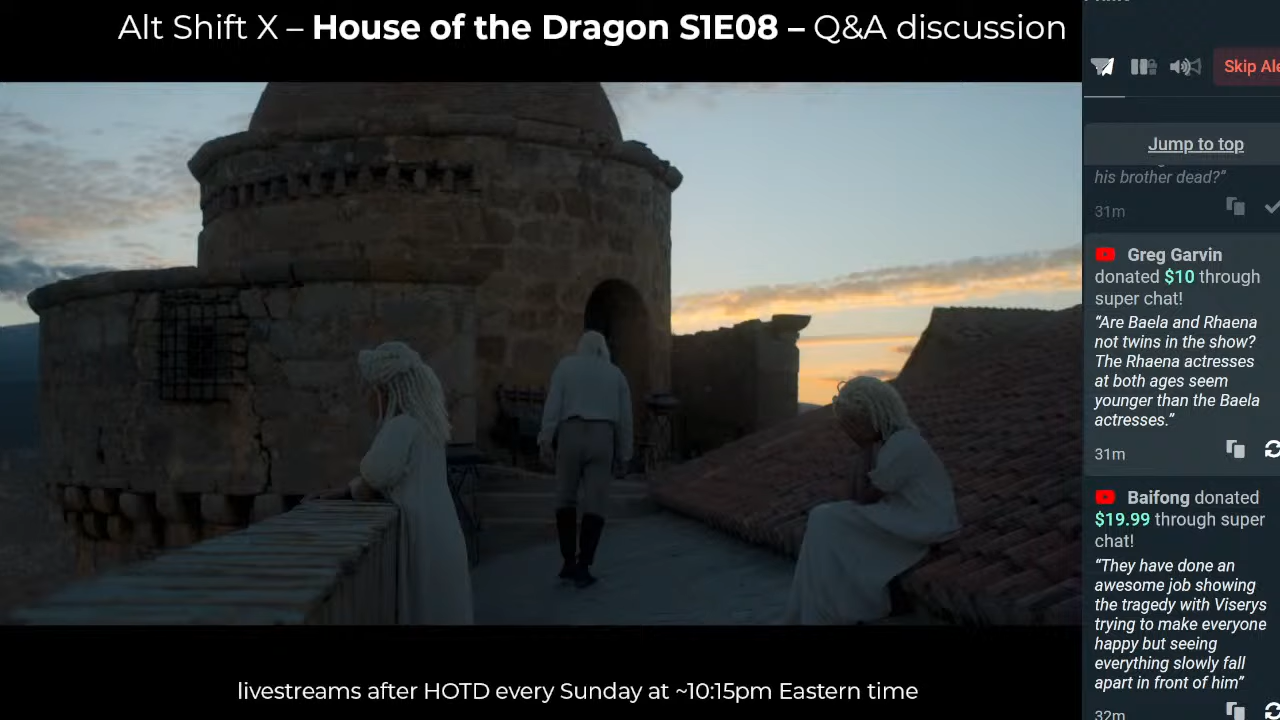 Alt Shift X – House of the Dragon S1E08 – Q&A discussion
Skip Ale
Jump to top
his brother dead?”
31m
Greg Garvin
donated $10 through
super chat!
“Are Baela and Rhaena
not twins in the show?
The Rhaena actresses
at both ages seem
younger than the Baela
actresses.”
31m
Baifong donated
$19.99 through super
chat!
“They have done an
awesome job showing
the tragedy with Viserys
trying to make everyone
happy but seeing
everything slowly fall
apart in front of him”
32m
livestreams after HOTD every Sunday at ~10:15pm Eastern time